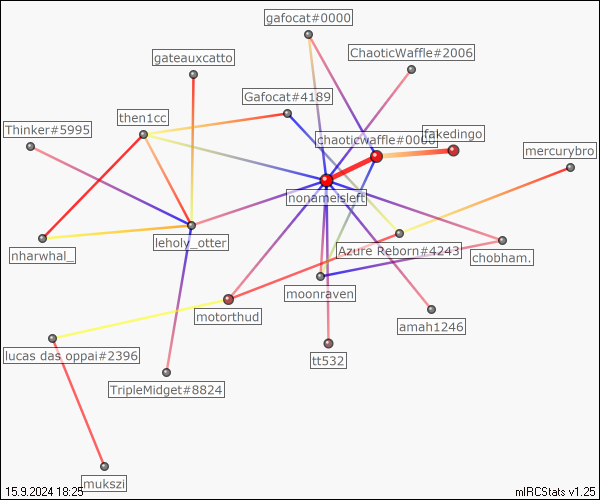 gafocat#0000
ChaoticWaffle#2006
gateauxcatto
Gafocat#4189
then1cc
Thinker#5995
chaoticwaffle#0000
fakedingo
mercurybro
nonameisleft
leholy_otter
nharwhal_
Azure Reborn#4243
chobham.
moonraven
motorthud
amah1246
lucas das oppai#2396
tt532
TripleMidget#8824
mukszi
15.9.2024 18:25
mIRCStats v1.25